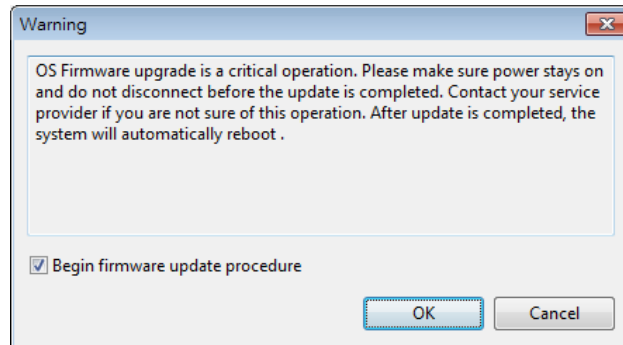 Warning
OS Firmware upgrade is a critical operation. Please make sure power stays on
and do not disconnect before the update is completed. Contact your service
provider if you are not sure of this operation. After update is completed, the
system will automatically reboot .
Begin firmware update procedure
OK
Cancel